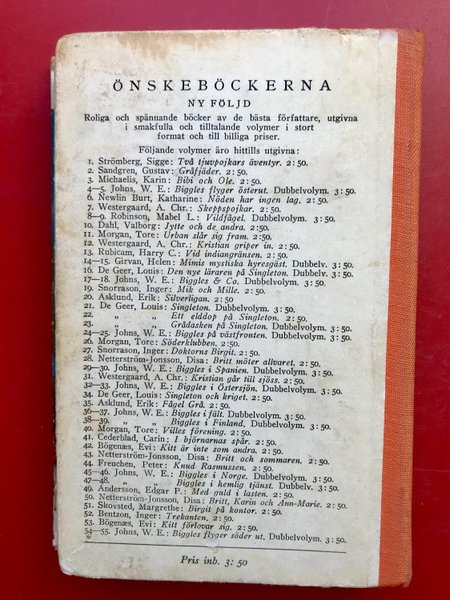 ÖNSKEBÖCKERNA
NY FÖLJD
Roliga och spännande böcker av de bästa författare, utgivna
i smakfulla och tilltalande volymer i stort
format och till billiga priser.
Följande volymer äro hittills utgivna:
1. Strömberg, Sigge: Två tjuvpojkars äventyr. 2:50.
2. Sandgren, Gustav: Gråfjäder. 2:50.
3. Michaelis, Karin: Bibi och Ole. 2:50.
4—5. Johns, W. E.: Biggles flyger österut. Dubbelvolym. 3:50.
6. Newlin Burt, Katharine: Nöden har ingen lag. 2:50.
7. Westergaard, A. Chr.: Skeppspojkar. 2:50.
8—9. Robinson, Mabel L.: Vildfågel. Dubbelvolym. 3:50.
10. Dahl, Valborg: Jytte och de andra. 2:50.
11. Morgan, Tore: Urban slår sig fram. 2:50.
12. Westergaard, A. Chr.: Kristian griper in. 2:50.
13. Rubicam, Harry C.: Vid indiangränsen. 2:50.
14—15. Girvan, Helen: Mimis mystiska hyresgäst. Dubbelv. 3:50.
16. De Geer, Louis: Den nye läraren på Singleton. 2:50.
17—18. Johns, W. E.: Biggles & Co. Dubbelvolym. 3:50.
19. Snorrason, Inger: Mik och Mille. 2:50.
20. Asklund, Erik: Silverligan. 2:50.
21. De Geer, Louis: Singleton. Dubbelvolym. 3:50.
22. „ „ Ett elddop på Singleton. 2:50.
23. „ „ Grådasken på Singleton. Dubbelvolym. 3:50.
24—25. Johns, W. E.: Biggles på västfronten. Dubbelvolym. 3:50.
26. Morgan, Tore: Söderklubben. 2:50.
27. Snorrason, Inger: Doktorns Birgit. 2:50.
28. Netterström-Jonsson, Disa: Britt möter allvaret. 2:50.
29—30. Johns, W. E.: Biggles i Spanien. Dubbelvolym. 3:50.
31. Westergaard, A. Chr.: Kristian går till sjöss. 2:50.
32—33. Johns, W. E.: Biggles i Östersjön. Dubbelvolym. 3:50.
34. De Geer, Louis: Singleton och kriget. 2:50.
35. Asklund, Erik: Fågel Grå. 2:50.
36—37. Johns, W. E.: Biggles i fält. Dubbelvolym. 3:50.
38—39. „ „ Biggles i Finland. Dubbelvolym. 3:50.
40. Morgan, Tore: Villes förening. 2:50.
41. Cederblad, Carin: I björnarnas spår. 2:50.
42. Bögenæs, Evi: Kitt är inte som andra. 2:50.
43. Netterström-Jonsson, Disa: Britt och sommaren. 2:50.
44. Freuchen, Peter: Knud Rasmussen. 2:50.
45—46. Johns, W. E.: Biggles i Norge. Dubbelvolym. 3:50.
47—48. „ „ Biggles i hemlig tjänst. Dubbelv. 3:50.
49. Andersson, Edgar P.: Med guld i lasten. 2:50.
50. Netterström-Jonsson, Disa: Britt, Karin och Ann-Marie. 2:50.
51. Skovsted, Margrethe: Birgit på kontor. 2:50.
52. Bentzon, Inger: Trekanten. 2:50.
53. Bögenæs, Evi: Kitt förlovar sig. 2:50.
54—55. Johns, W. E.: Biggles flyger söder ut. Dubbelvolym. 3:50.
Pris inb. 3:50